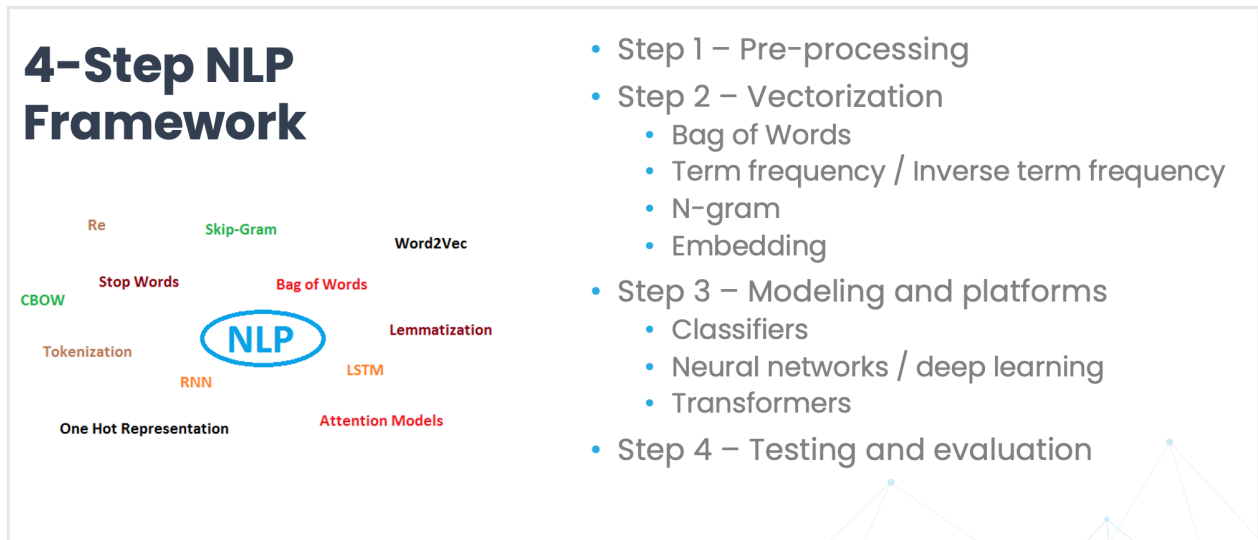 4-Step NLP
Framework
Re
Skip-Gram
Word2Vec
Stop Words
Bag of Words
CBOW
NLP
Lemmatization
Tokenization
RNN
LSTM
One Hot Representation
Attention Models
• Step 1 – Pre-processing
• Step 2 – Vectorization
• Bag of Words
• Term frequency / Inverse term frequency
• N-gram
• Embedding
• Step 3 – Modeling and platforms
• Classifiers
• Neural networks / deep learning
• Transformers
• Step 4 – Testing and evaluation